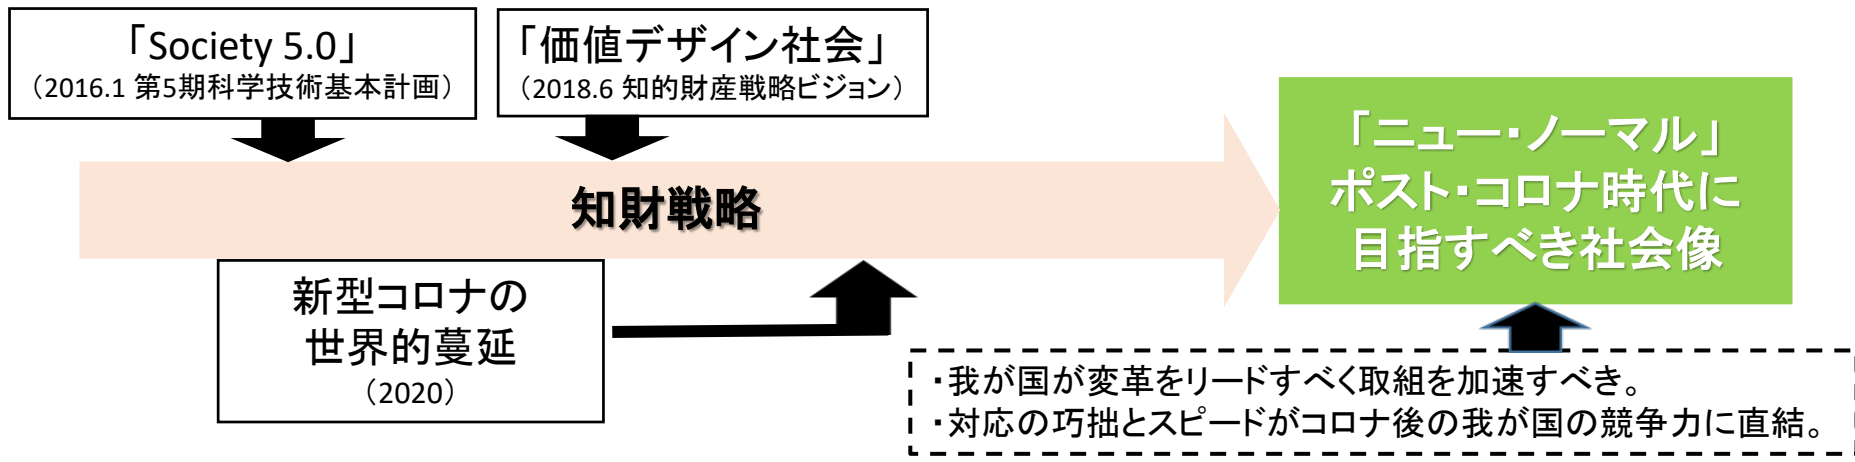 「Society 5.0」
（2016.1 第5期科学技術基本計画）
「価値デザイン社会」
（2018.6 知的財産戦略ビジョン）
知財戦略
「ニュー・ノーマル」
ポスト・コロナ時代に
目指すべき社会像
新型コロナの
世界的蔓延
（2020）
・我が国が変革をリードすべく取組を加速すべき。
・対応の巧拙とスピードがコロナ後の我が国の競争力に直結。